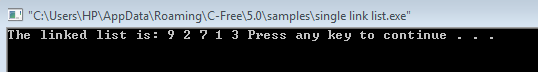 "C:\Users\HP\AppData\Roaming\C-Free\5.0\samples\single link list.exe"
The linked list is: 9 2 7 1 3 Press any key to continue . . .